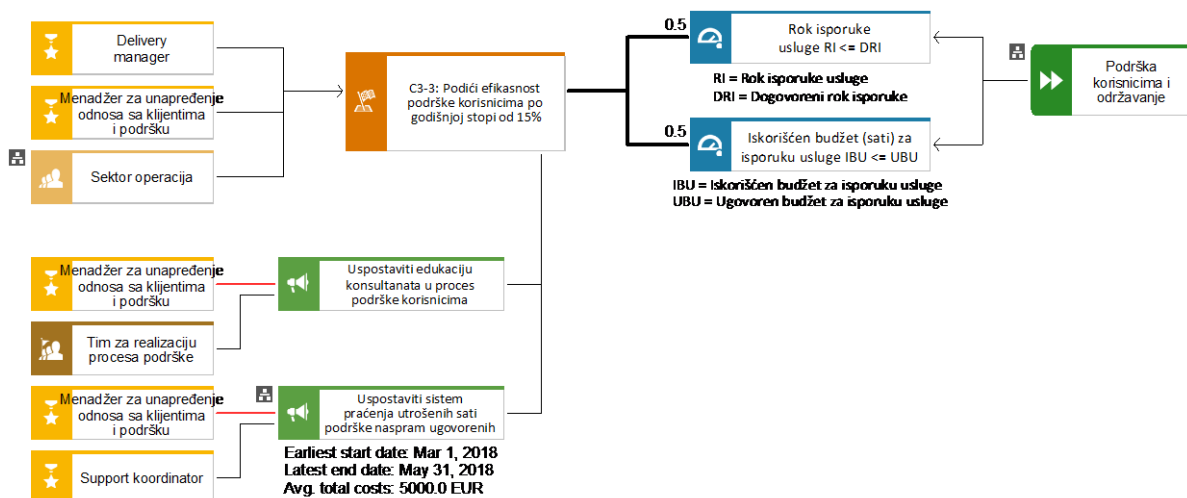 Delivery
manager
Menadžer za unapređenje
odnosa sa klijentima
i podršku
Sektor operacija
C3-3: Podići efikasnost
podrške korisnicima po
godišnjoj stopi od 15%
0.5
Rok isporuke
usluge RI <= DRI
RI = Rok isporuke usluge
DRI = Dogovoreni rok isporuke
0.5
Iskorišćen budžet (sati) za
isporuku usluge IBU <= UBU
IBU = Iskorišćen budžet za isporuku usluge
UBU = Ugovoren budžet za isporuku usluge
Podrška
korisnicima i
održavanje
Menadžer za unapređenje
odnosa sa klijentima
i podršku
Tim za realizaciju
procesa podrške
Uspostaviti edukaciju
konsultanata u proces
podrške korisnicima
Menadžer za unapređenje
odnosa sa klijentima
i podršku
Support koordinator
Uspostaviti sistem
praćenja utrošenih sati
podrške naspram ugovorenih
Earliest start date: Mar 1, 2018
Latest end date: May 31, 2018
Avg. total costs: 5000.0 EUR